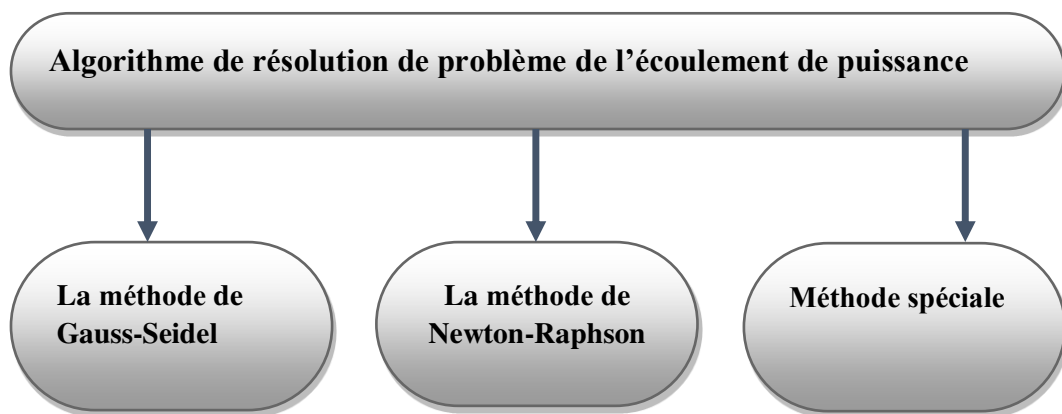 Algorithme de résolution de problème de l’écoulement de puissance
La méthode de
Gauss-Seidel
La méthode de
Newton-Raphson
Méthode spéciale